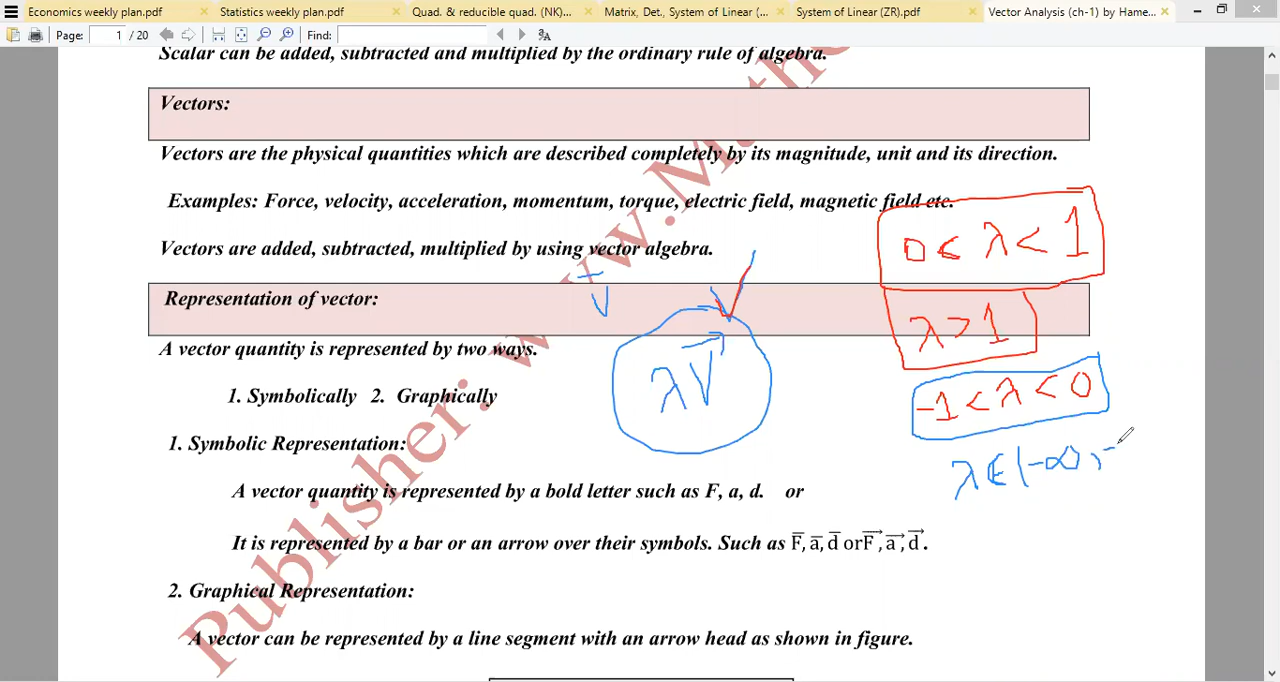 Economics weekly plan.pdf
Statistics weekly plan.pdf
Quad. & reducible quad. (NK)...
Matrix, Det., System of Linear (...
System of Linear (ZR).pdf
Vector Analysis (ch-1) by Hame...
Page: 1 / 20 Find:
Scalar can be added, subtracted and multiplied by the ordinary rule of algebra.
Vectors:
Vectors are the physical quantities which are described completely by its magnitude, unit and its direction.
Examples: Force, velocity, acceleration, momentum, torque, electric field, magnetic field etc.
0 < λ < 1
Vectors are added, subtracted, multiplied by using vector algebra.
Representation of vector:
V
λ > 1
A vector quantity is represented by two ways.
λV⃗
1. Symbolically 2. Graphically
-1 < λ < 0
1. Symbolic Representation:
λ ∈ (-∞, -
A vector quantity is represented by a bold letter such as F, a, d. or
It is represented by a bar or an arrow over their symbols. Such as F̅, a̅, d̅ orF⃗, a⃗, d⃗.
2. Graphical Representation:
A vector can be represented by a line segment with an arrow head as shown in figure.
Publisher: www.Math